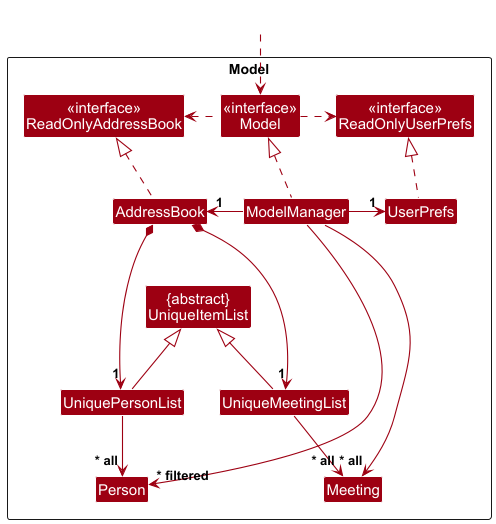 Model
«interface»
ReadOnlyAddressBook
«interface»
Model
«interface»
ReadOnlyUserPrefs
AddressBook
1
ModelManager
1
UserPrefs
{abstract}
UniqueItemList
1
1
UniquePersonList
UniqueMeetingList
* all
* filtered
* all
* all
Person
Meeting